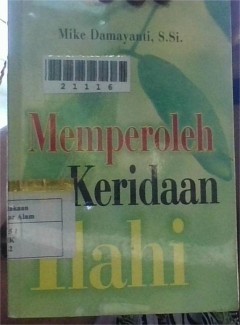 Mike Damayanti, S.Si.
21116
Memperoleh
Keridaan
Ilahi